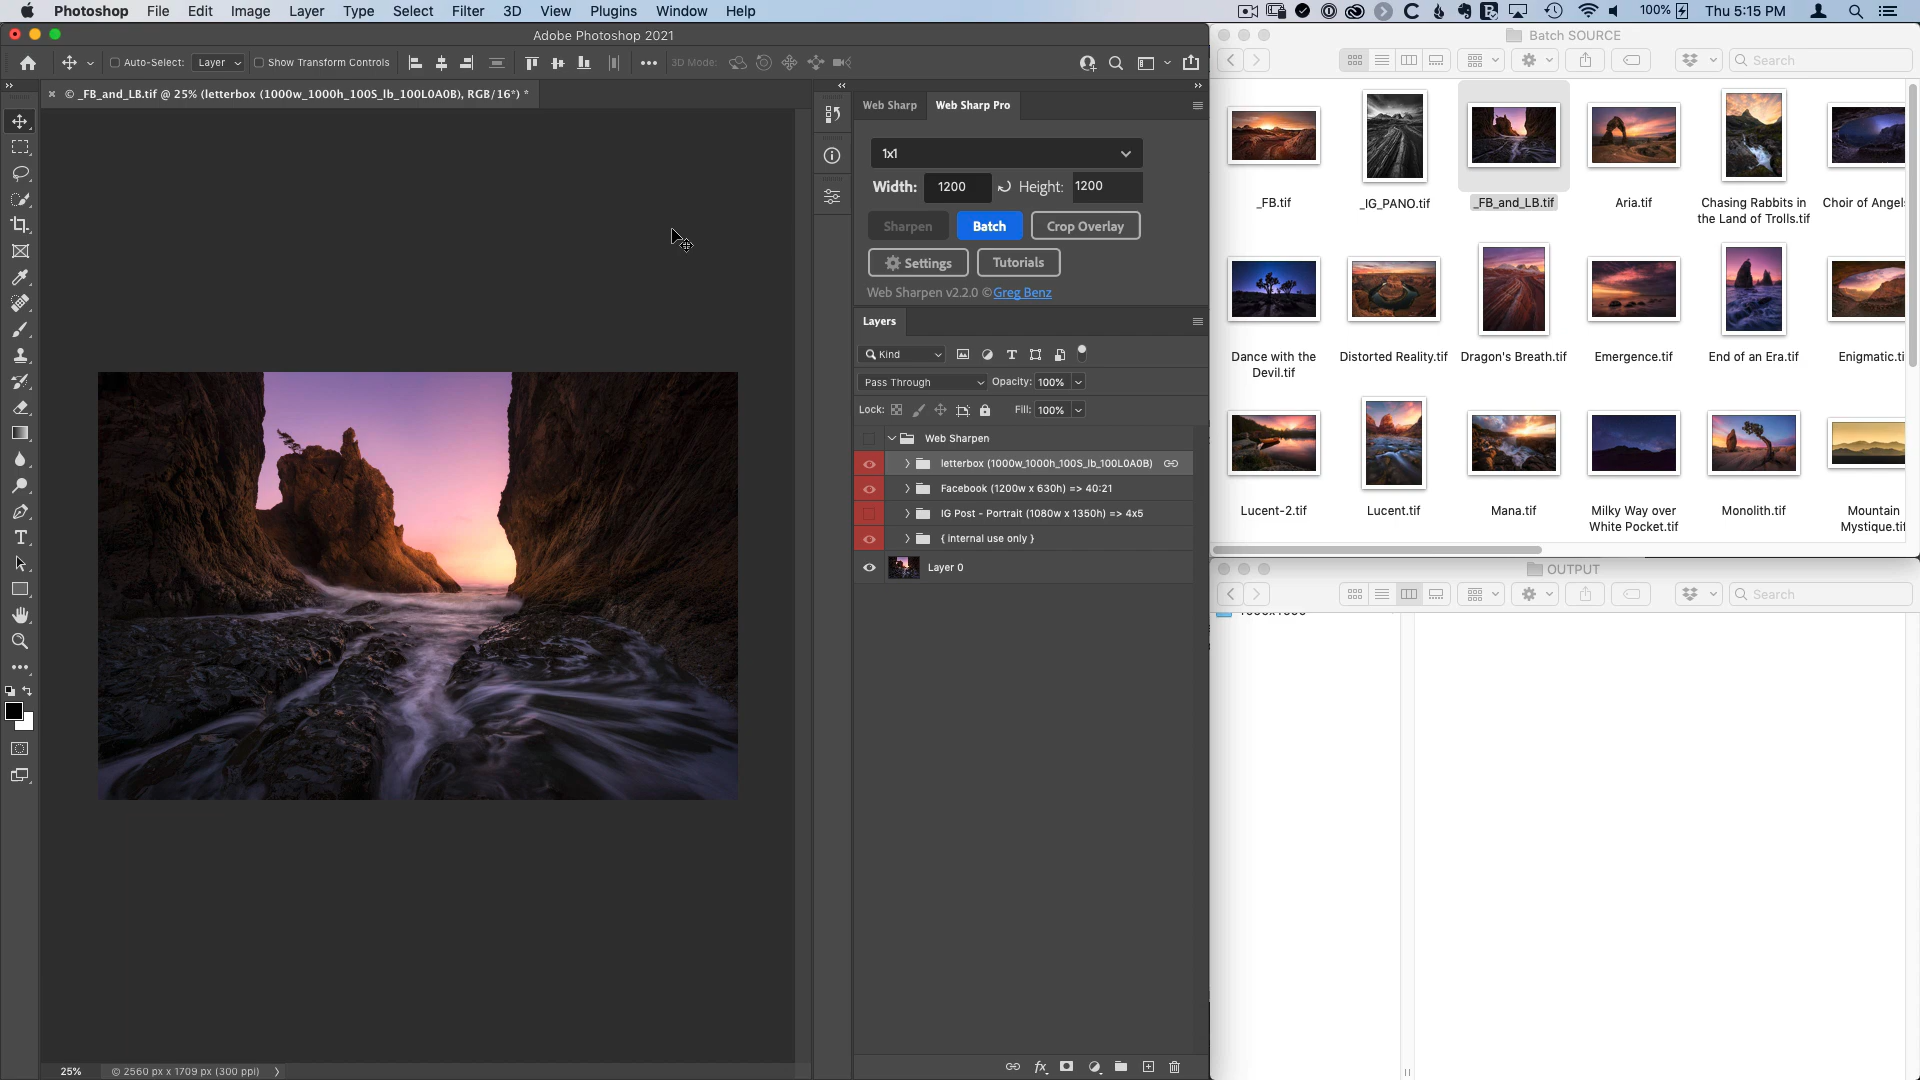 Photoshop File Edit Image Layer Type Select Filter 3D View Plugins Window Help
100% Thu 5:15 PM
Adobe Photoshop 2021
Auto-Select: Layer Show Transform Controls 3D Mode:
© _FB_and_LB.tif @ 25% (letterbox (1000w_1000h_100S_lb_100L0A0B), RGB/16*) *
Web Sharp Web Sharp Pro
1x1
Width: 1200 Height: 1200
Sharpen Batch Crop Overlay
Settings Tutorials
Web Sharpen v2.2.0 © Greg Benz
Layers
Kind
Pass Through Opacity: 100%
Lock: Fill: 100%
Web Sharpen
letterbox (1000w_1000h_100S_lb_100L0A0B)
Facebook (1200w x 630h) => 40:21
IG Post - Portrait (1080w x 1350h) => 4x5
{ internal use only }
Layer 0
25% © 2560 px x 1709 px (300 ppi)
Batch SOURCE
Search
_FB.tif
_IG_PANO.tif
_FB_and_LB.tif
Aria.tif
Chasing Rabbits in
the Land of Trolls.tif
Choir of Angels
Dance with the
Devil.tif
Distorted Reality.tif
Dragon's Breath.tif
Emergence.tif
End of an Era.tif
Enigmatic.ti
Lucent-2.tif
Lucent.tif
Mana.tif
Milky Way over
White Pocket.tif
Monolith.tif
Mountain
Mystique.tif
OUTPUT
Search